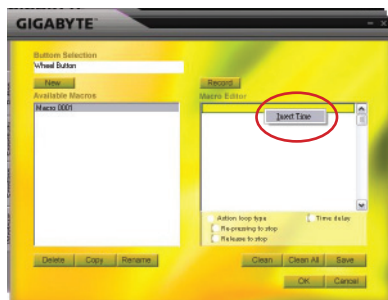 GIGABYTE
Buttom Selection
Wheel Button
New
Record
Available Macros
Macro Editor
Macro 0001
Insert Time
Action loop type
Time delay
Re-pressing to stop
Release to stop
Delete Copy Rename
Clean Clean All Save
OK Cancel